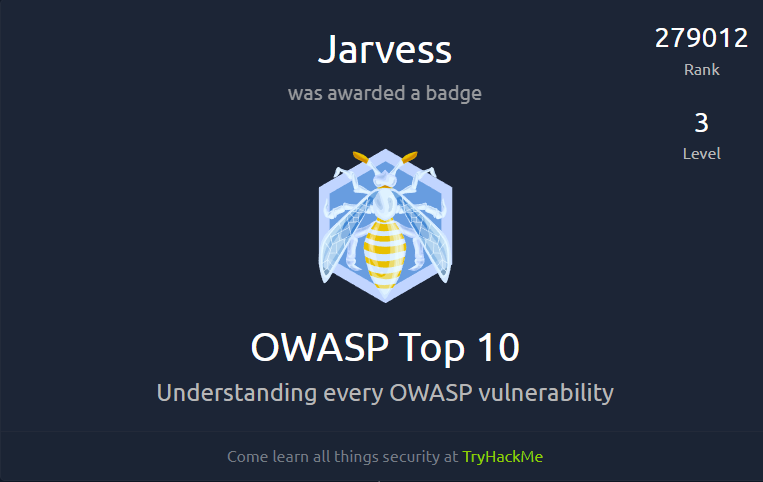 Jarvess
was awarded a badge
279012
Rank
3
Level
OWASP Top 10
Understanding every OWASP vulnerability
Come learn all things security at TryHackMe